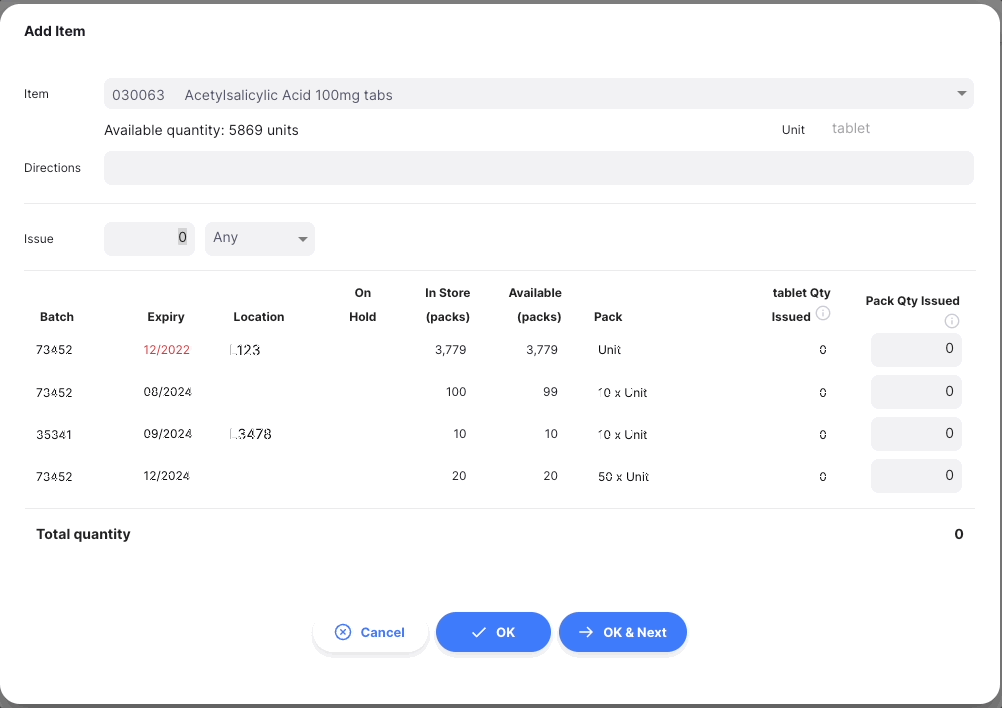 Add Item
Item 030063 Acetylsalicylic Acid 100mg tabs
Available quantity: 5869 units Unit tablet
Directions
Issue 0 Any
On In Store Available tablet Qty Pack Qty Issued
Batch Expiry Location Hold (packs) (packs) Pack Issued
73452 12/2022 L123 3,779 3,779 Unit 0 0
73452 08/2024 100 99 10 x Unit 0 0
35341 09/2024 L3478 10 10 10 x Unit 0 0
73452 12/2024 20 20 50 x Unit 0 0
Total quantity 0
Cancel OK OK & Next